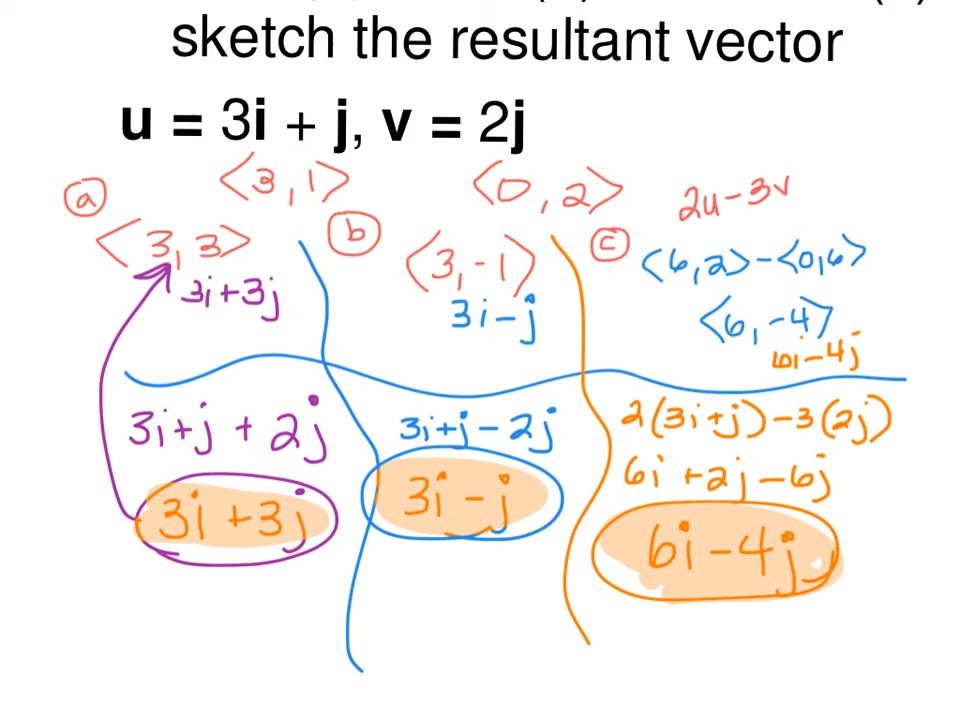 sketch the resultant vector
u = 3i + j, v = 2j
<3,1> <0,2>
a
<3,3>
3i+3j
3i+j + 2j
3i+3j
b
<3,-1>
3i-j
3i+j-2j
3i-j
c 2u-3v
<6,2>-<0,6>
<6,-4>
6i-4j
2(3i+j)-3(2j)
6i+2j-6j
6i-4j